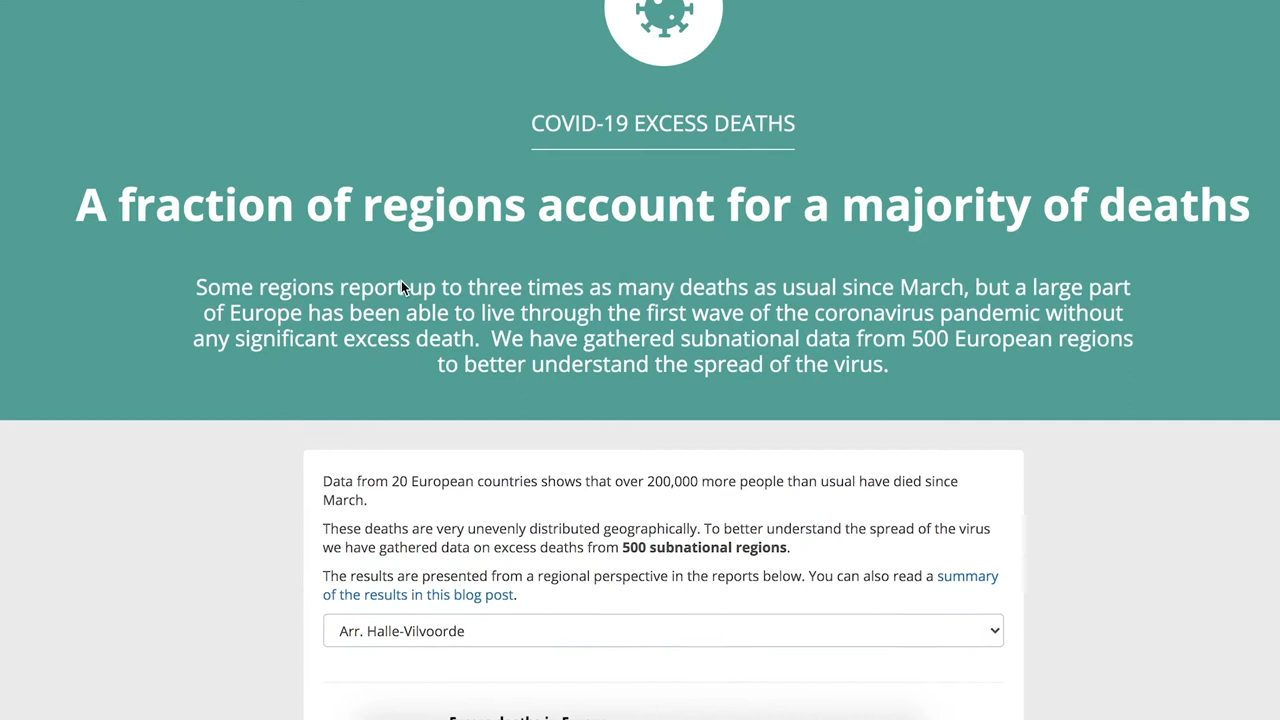 COVID-19 EXCESS DEATHS
A fraction of regions account for a majority of deaths
Some regions report up to three times as many deaths as usual since March, but a large part
of Europe has been able to live through the first wave of the coronavirus pandemic without
any significant excess death. We have gathered subnational data from 500 European regions
to better understand the spread of the virus.
Data from 20 European countries shows that over 200,000 more people than usual have died since
March.
These deaths are very unevenly distributed geographically. To better understand the spread of the virus
we have gathered data on excess deaths from 500 subnational regions.
The results are presented from a regional perspective in the reports below. You can also read a summary
of the results in this blog post.
Arr. Halle-Vilvoorde